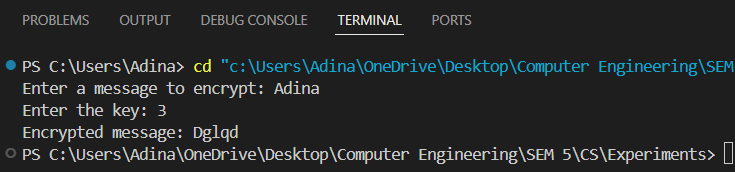 PROBLEMS OUTPUT DEBUG CONSOLE TERMINAL PORTS
PS C:\Users\Adina> cd "c:\Users\Adina\OneDrive\Desktop\Computer Engineering\SEM
Enter a message to encrypt: Adina
Enter the key: 3
Encrypted message: Dglqd
PS C:\Users\Adina\OneDrive\Desktop\Computer Engineering\SEM 5\CS\Experiments>